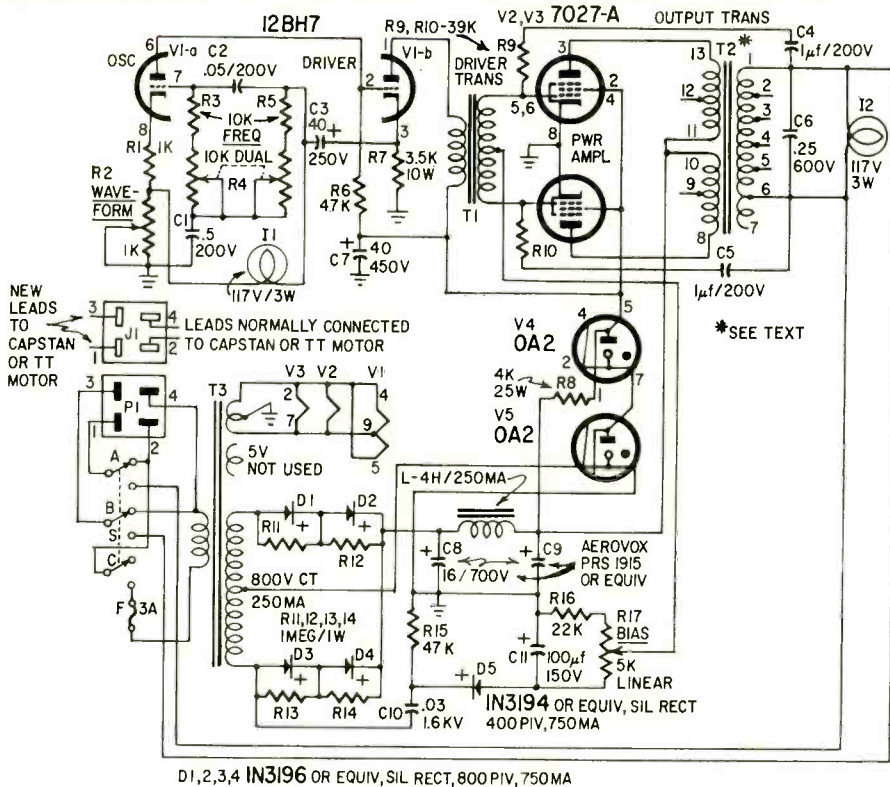 12BH7
V2, V3 7027-A
OUTPUT TRANS
OSC
6
V1-a
C2
.05/200V
7
8
DRIVER
1
V1-b
2
3
R9, R10-39K
DRIVER
TRANS
R9
C4
1μf/200V
R3
10K
FREQ
R5
10K DUAL
R4
C3
40
+
250V
R1
1K
R2
WAVE-
FORM
1K
C1
.5
200V
I1
117V/3W
R6
4.7K
R7
3.5K
10W
+
40
450V
C7
T1
5,6
3
2
4
8
PWR
AMPL
R10
13
12
11
10
9
8
T2
*
1
2
3
4
5
6
7
C6
.25
600V
I2
117V
3W
C5
1μf/200V
*SEE TEXT
NEW
LEADS
TO
CAPSTAN
OR TT
MOTOR
3
1
J1
4
2
LEADS NORMALLY CONNECTED
TO CAPSTAN OR TT MOTOR
3
1
P1
4
2
A
B
S
C
F
3A
T3
V3
V2
V1
2
7
4
9
5
5V
NOT USED
V4
OA2
4
5
2
1
7
4K
25W
R8
V5
OA2
L-4H/250MA
D1
+
D2
+
R11
R12
800V CT
250MA
R11,12,13,14
1MEG/1W
D3
+
D4
+
R13
R14
+
C8
16/700V
+
C9
AEROVOX
PRS 1915
OR EQUIV
R15
47K
R16
22K
R17
BIAS
5K
LINEAR
C11
+
100μf
150V
+
D5
C10
.03
1.6KV
1N3194 OR EQUIV, SIL RECT
400 PIV, 750MA
D1,2,3,4 1N3196 OR EQUIV, SIL RECT, 800 PIV, 750MA